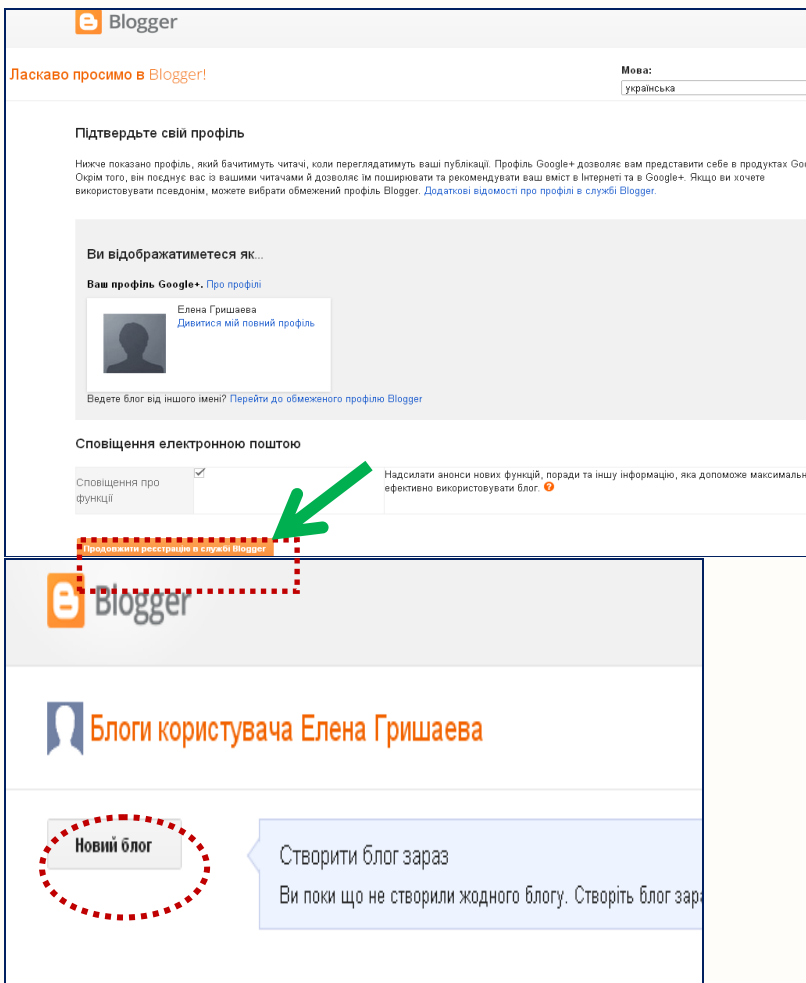 Blogger
Ласкаво просимо в Blogger!
Мова:
українська
Підтвердьте свій профіль
Нижче показано профіль, який бачитимуть читачі, коли переглядатимуть ваші публікації. Профіль Google+ дозволяє вам представити себе в продуктах Goo
Окрім того, він поєднує вас із вашими читачами й дозволяє їм поширювати та рекомендувати ваш вміст в Інтернеті та в Google+. Якщо ви хочете
використовувати псевдонім, можете вибрати обмежений профіль Blogger. Додаткові відомості про профілі в службі Blogger.
Ви відображатиметеся як...
Ваш профіль Google+. Про профілі
Елена Гришаева
Дивитися мій повний профіль
Ведете блог від іншого імені? Перейти до обмеженого профілю Blogger
Сповіщення електронною поштою
Сповіщення про
функції
Надсилати анонси нових функцій, поради та іншу інформацію, яка допоможе максимальн
ефективно використовувати блог. ?
Продовжити реєстрацію в службі Blogger
Blogger
Блоги користувача Елена Гришаева
Новий блог
Створити блог зараз
Ви поки що не створили жодного блогу. Створіть блог зара